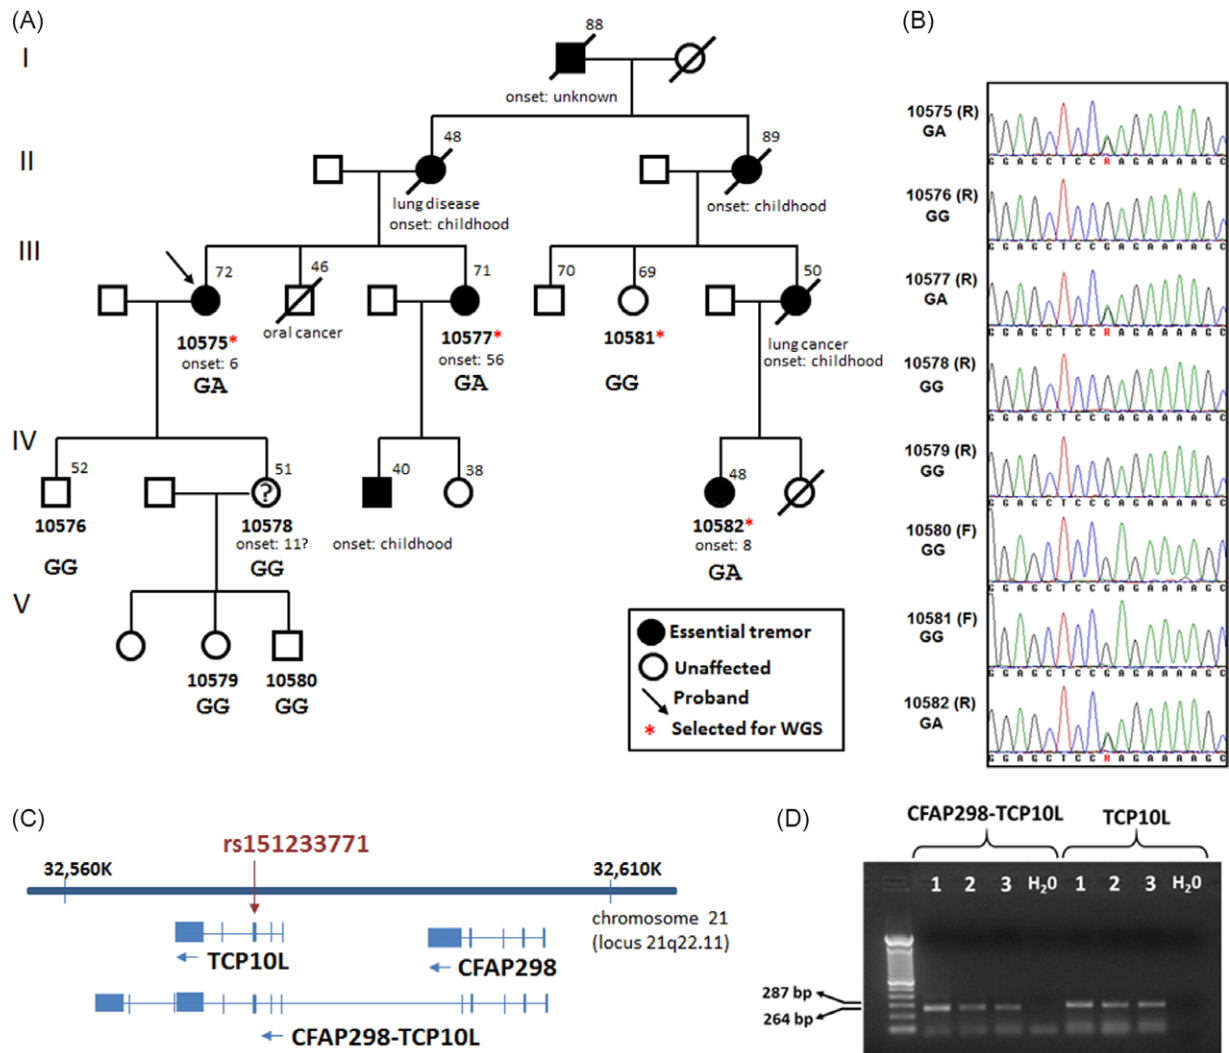 (A)
I
88
onset: unknown
II
48
89
lung disease
onset: childhood
onset: childhood
III
72
46
71
70
69
50
oral cancer
10575*
onset: 6
GA
10577*
onset: 56
GA
10581*
GG
lung cancer
onset: childhood
IV
52
51
40
38
48
?
10576
GG
10578
onset: 11?
GG
onset: childhood
10582*
onset: 8
GA
V
10579
GG
10580
GG
Essential tremor
Unaffected
Proband
* Selected for WGS
(B)
10575 (R)
GA
G G A G C T C C R A G A A A A G C
10576 (R)
GG
G G A G C T C C G A G A A A A G C
10577 (R)
GA
G G A G C T C C R A G A A A A G C
10578 (R)
GG
G G A G C T C C G A G A A A A G C
10579 (R)
GG
G G A G C T C C G A G A A A A G C
10580 (F)
GG
G G A G C T C C G A G A A A A G C
10581 (F)
GG
G G A G C T C C G A G A A A A G C
10582 (R)
GA
G G A G C T C C R A G A A A A G C
(C)
rs151233771
32,560K
32,610K
chromosome 21
(locus 21q22.11)
TCP10L
CFAP298
CFAP298-TCP10L
(D)
CFAP298-TCP10L
TCP10L
1 2 3 H₂0 1 2 3 H₂0
287 bp
264 bp